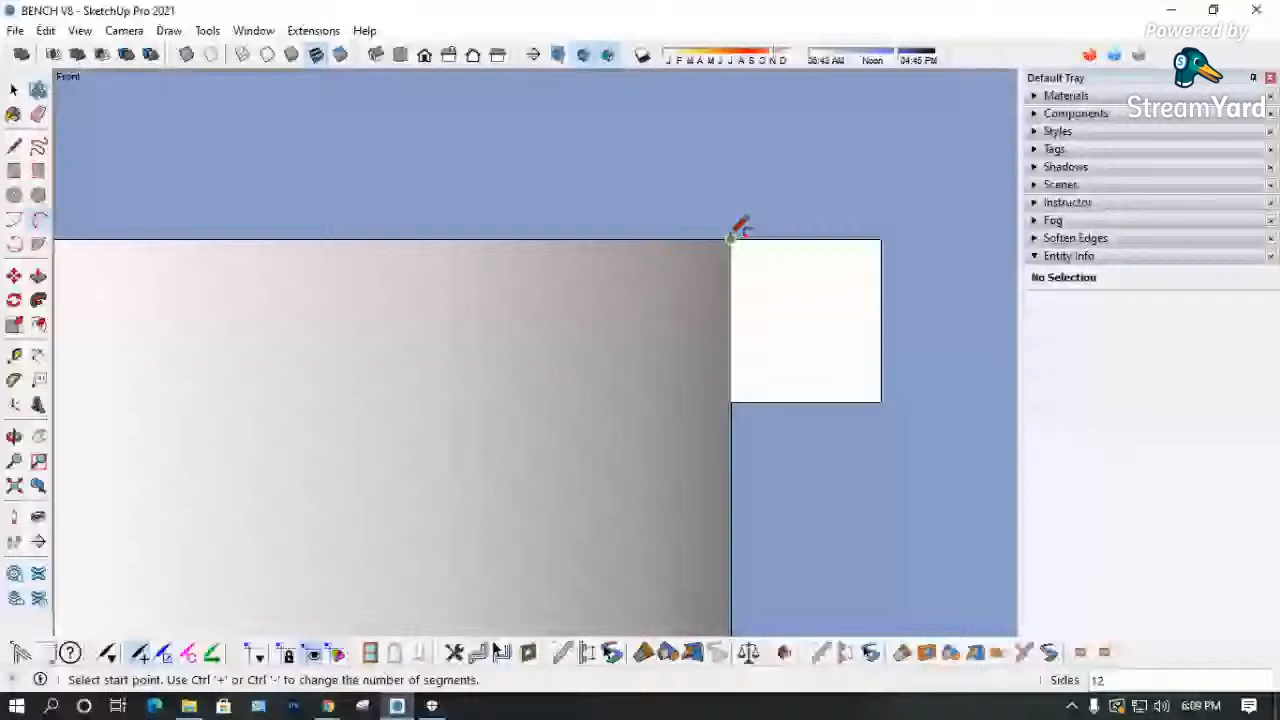 BENCH V8 - SketchUp Pro 2021
Powered by
StreamYard
File Edit View Camera Draw Tools Window Extensions Help
J F M A M J J A S O N D
08:43 AM Noon 04:45 PM
Front
Default Tray
Materials
Components
Styles
Tags
Shadows
Scenes
Instructor
Fog
Soften Edges
Entity Info
No Selection
Select start point. Use Ctrl '+' or Ctrl '-' to change the number of segments.
Sides 12
6:09 PM